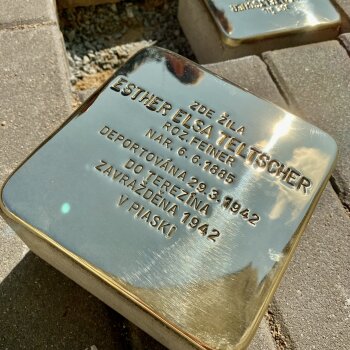 ZDE ŽILA
ESTHER ELSA TELTSCHER
ROZ. FEINER
NAR. 6. 6. 1885
DEPORTOVÁNA 29.3.1942
DO TEREZÍNA
ZAVRAŽDĚNA 1942
V PIASKI